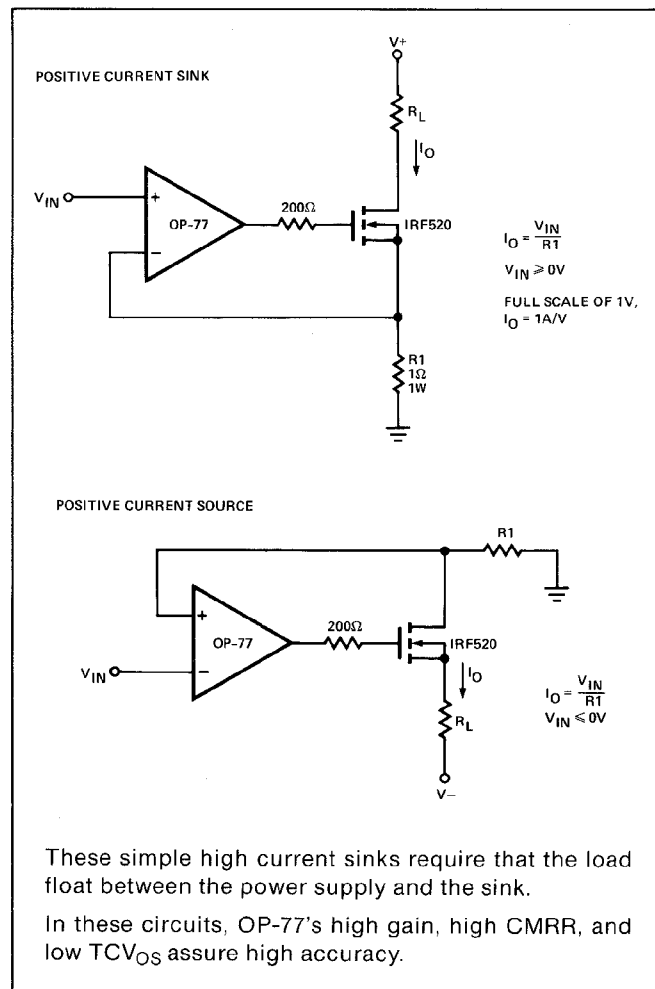 POSITIVE CURRENT SINK
V+
RL
IO
VIN
+
−
OP-77
200Ω
IRF520
IO = VIN
R1
VIN ⩾ 0V
FULL SCALE OF 1V,
IO = 1A/V
R1
1Ω
1W
POSITIVE CURRENT SOURCE
R1
+
−
OP-77
200Ω
IRF520
VIN
IO
RL
V−
IO = VIN
R1
VIN ⩽ 0V
These simple high current sinks require that the load
float between the power supply and the sink.
In these circuits, OP-77's high gain, high CMRR, and
low TCVOS assure high accuracy.